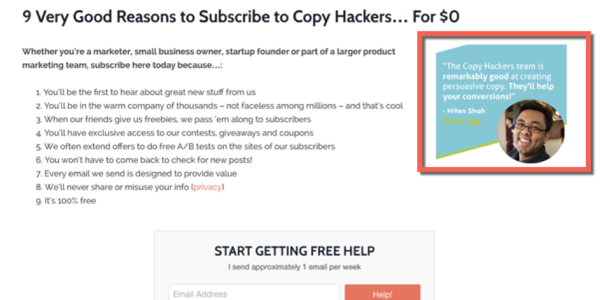 9 Very Good Reasons to Subscribe to Copy Hackers… For $0
Whether you're a marketer, small business owner, startup founder or part of a larger product
marketing team, subscribe here today because…:
1. You'll be the first to hear about great new stuff from us
2. You'll be in the warm company of thousands – not faceless among millions – and that's cool
3. When our friends give us freebies, we pass 'em along to subscribers
4. You'll have exclusive access to our contests, giveaways and coupons
5. We often extend offers to do free A/B tests on the sites of our subscribers
6. You won't have to come back to check for new posts!
7. Every email we send is designed to provide value
8. We'll never share or misuse your info (privacy)
9. It's 100% free
"The Copy Hackers team is
remarkably good at creating
persuasive copy. They'll help
your conversions!"
- Hiten Shah
START GETTING FREE HELP
I send approximately 1 email per week
Email Address
Help!